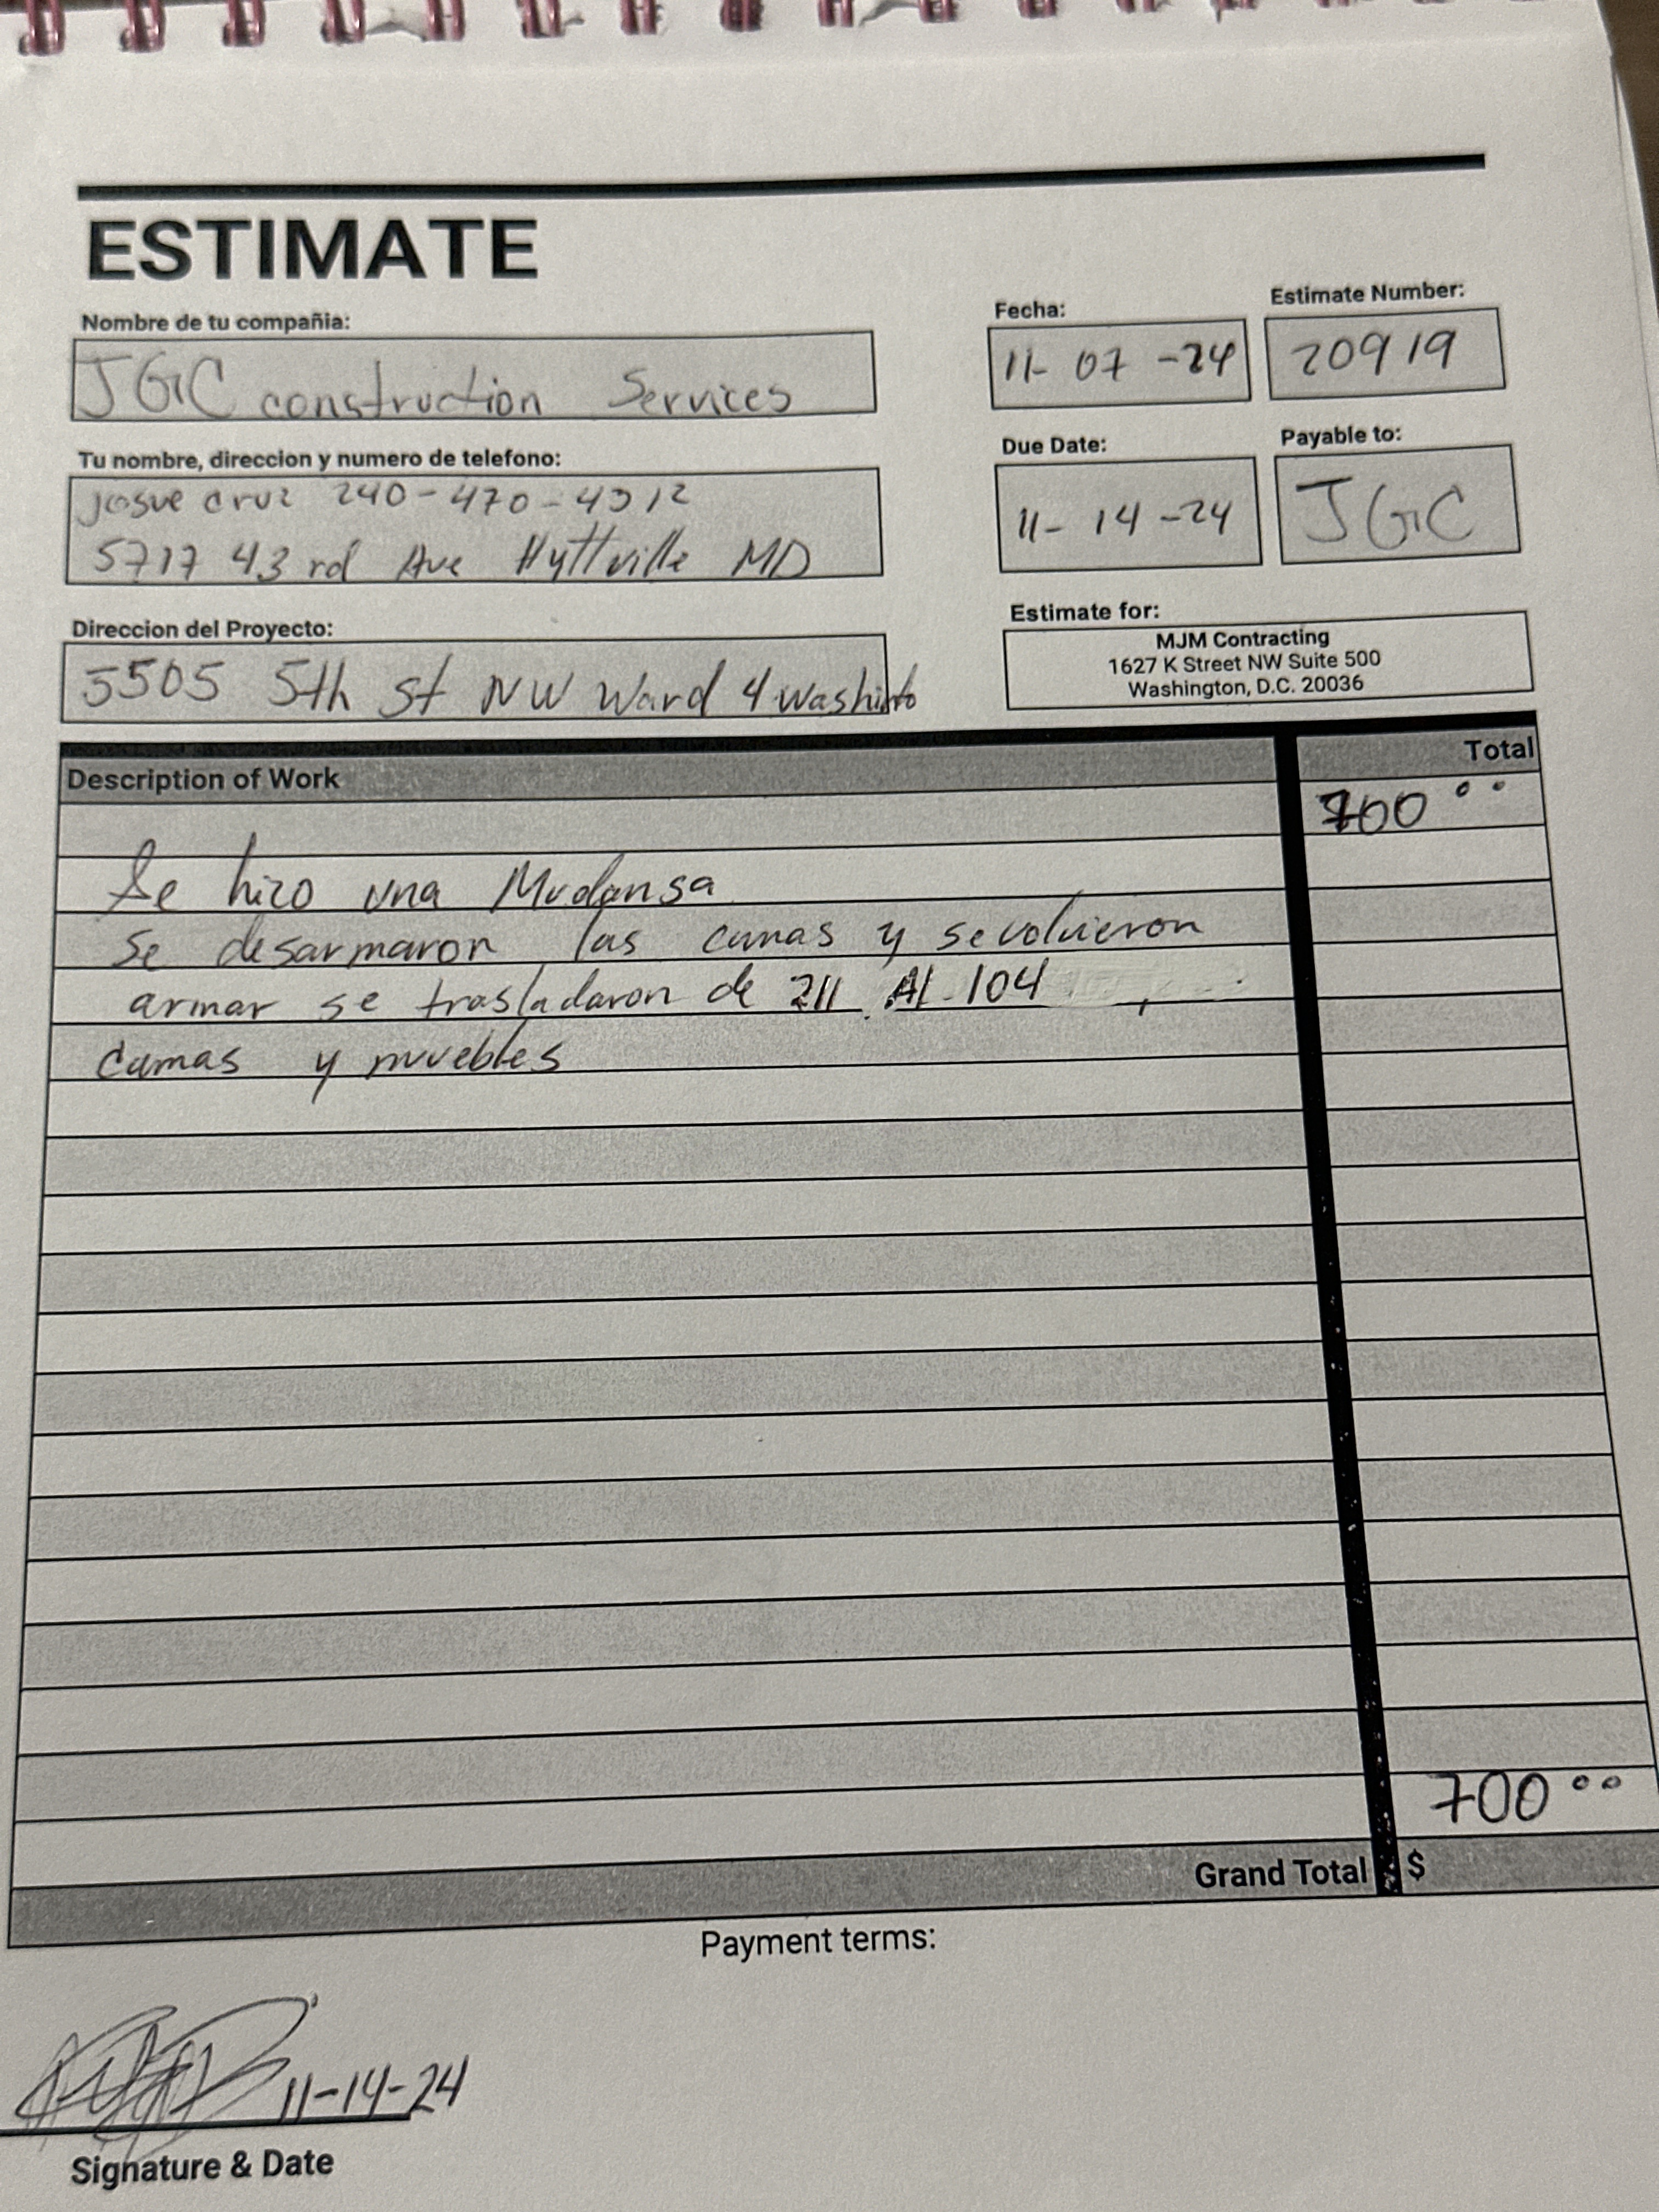 ESTIMATE
Nombre de tu compañia:
JGC construction Services
Fecha:
11-07-24
Estimate Number:
20919
Tu nombre, direccion y numero de telefono:
Josue cruz 240-470-4312
5717 43rd Ave Hyttville MD
Due Date:
11-14-24
Payable to:
JGC
Direccion del Proyecto:
5505 5th st NW Ward 4 Washinto
Estimate for:
MJM Contracting
1627 K Street NW Suite 500
Washington, D.C. 20036
Description of Work
Total
700 °°
Se hizo una Mudansa
Se desarmaron las camas y se volvieron
armar se trasladaron de 211 Al 104
camas y muebles
700 °°
Grand Total $
Payment terms:
11-14-24
Signature & Date